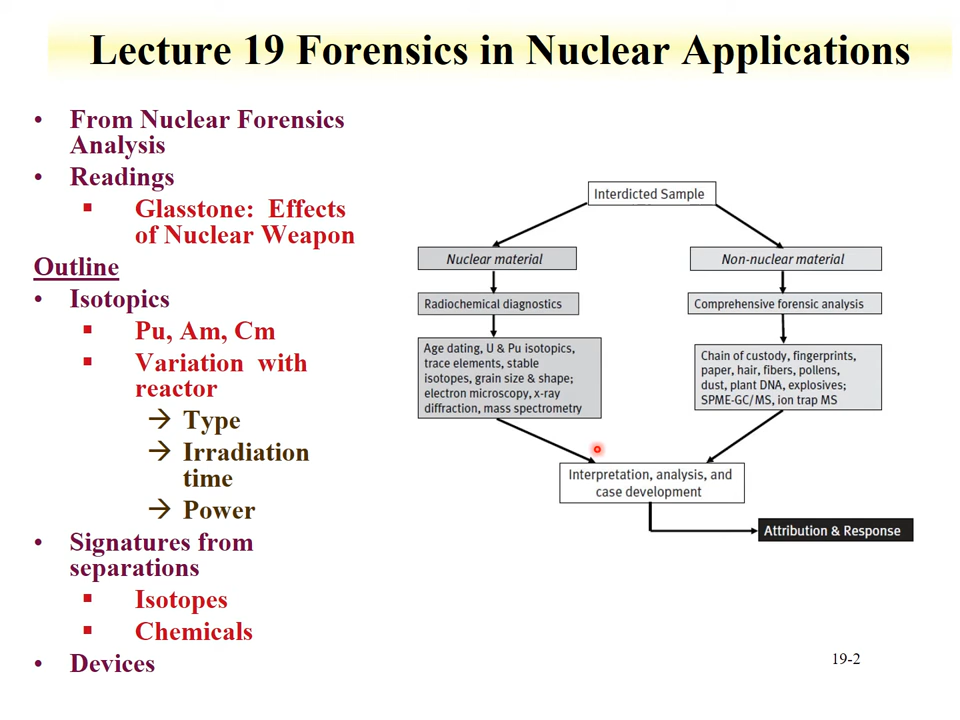 Lecture 19 Forensics in Nuclear Applications
• From Nuclear Forensics
Analysis
• Readings
▪ Glasstone: Effects
of Nuclear Weapon
Outline
• Isotopics
▪ Pu, Am, Cm
▪ Variation with
reactor
→ Type
→ Irradiation
time
→ Power
• Signatures from
separations
▪ Isotopes
▪ Chemicals
• Devices
Interdicted Sample
Nuclear material
Non-nuclear material
Radiochemical diagnostics
Comprehensive forensic analysis
Age dating, U & Pu isotopics,
trace elements, stable
isotopes, grain size & shape;
electron microscopy, x-ray
diffraction, mass spectrometry
Chain of custody, fingerprints,
paper, hair, fibers, pollens,
dust, plant DNA, explosives;
SPME-GC/MS, ion trap MS
Interpretation, analysis, and
case development
Attribution & Response
19-2